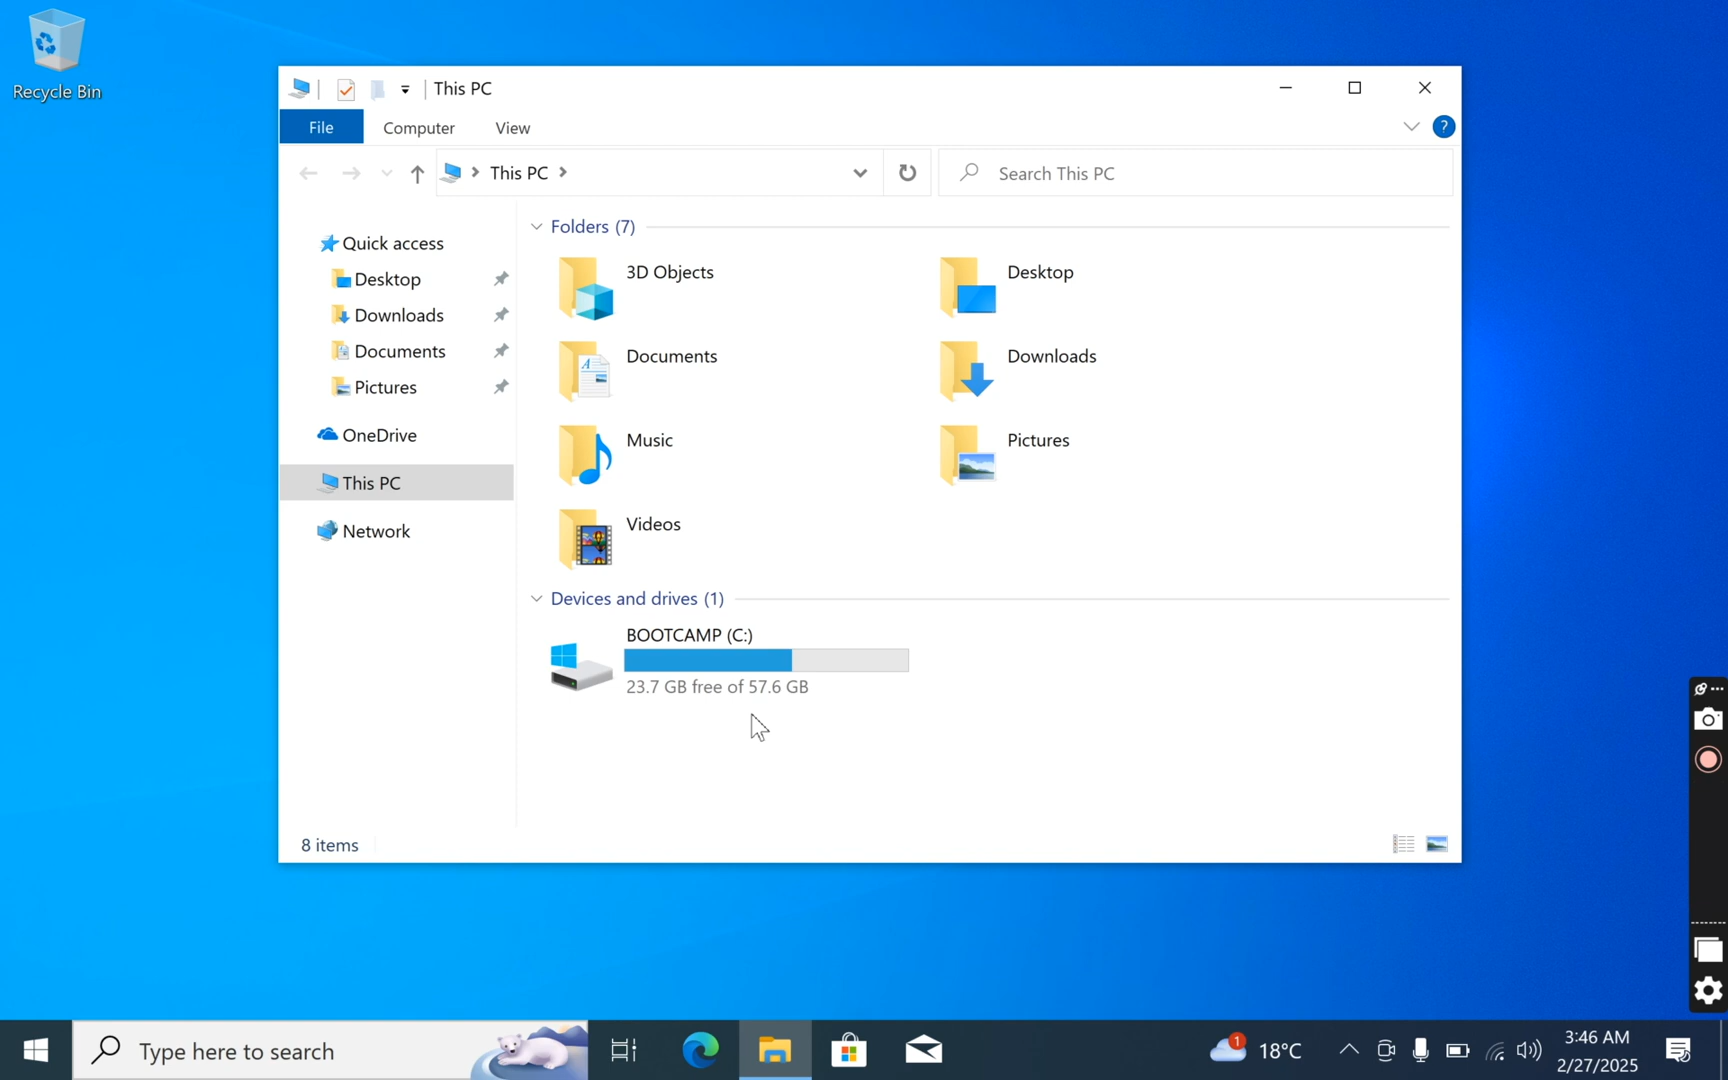 Recycle Bin
This PC
File Computer View ?
This PC Search This PC
Quick access
Desktop
Downloads
Documents
Pictures
OneDrive
This PC
Network
Folders (7)
3D Objects Desktop
Documents Downloads
Music Pictures
Videos
Devices and drives (1)
BOOTCAMP (C:)
23.7 GB free of 57.6 GB
8 items
Type here to search 1 18°C 3:46 AM
2/27/2025